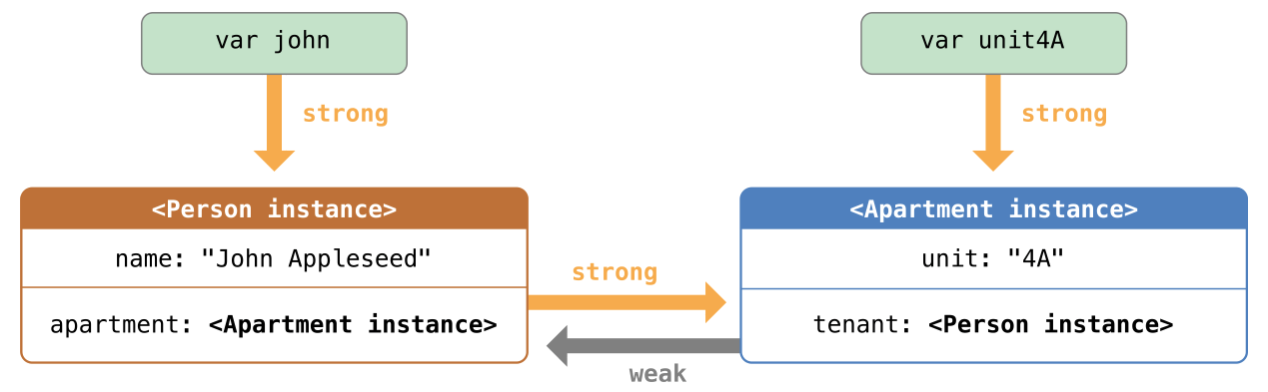 var john
var unit4A
strong
strong
<Person instance>
<Apartment instance>
name: "John Appleseed"
unit: "4A"
strong
apartment: <Apartment instance>
tenant: <Person instance>
weak